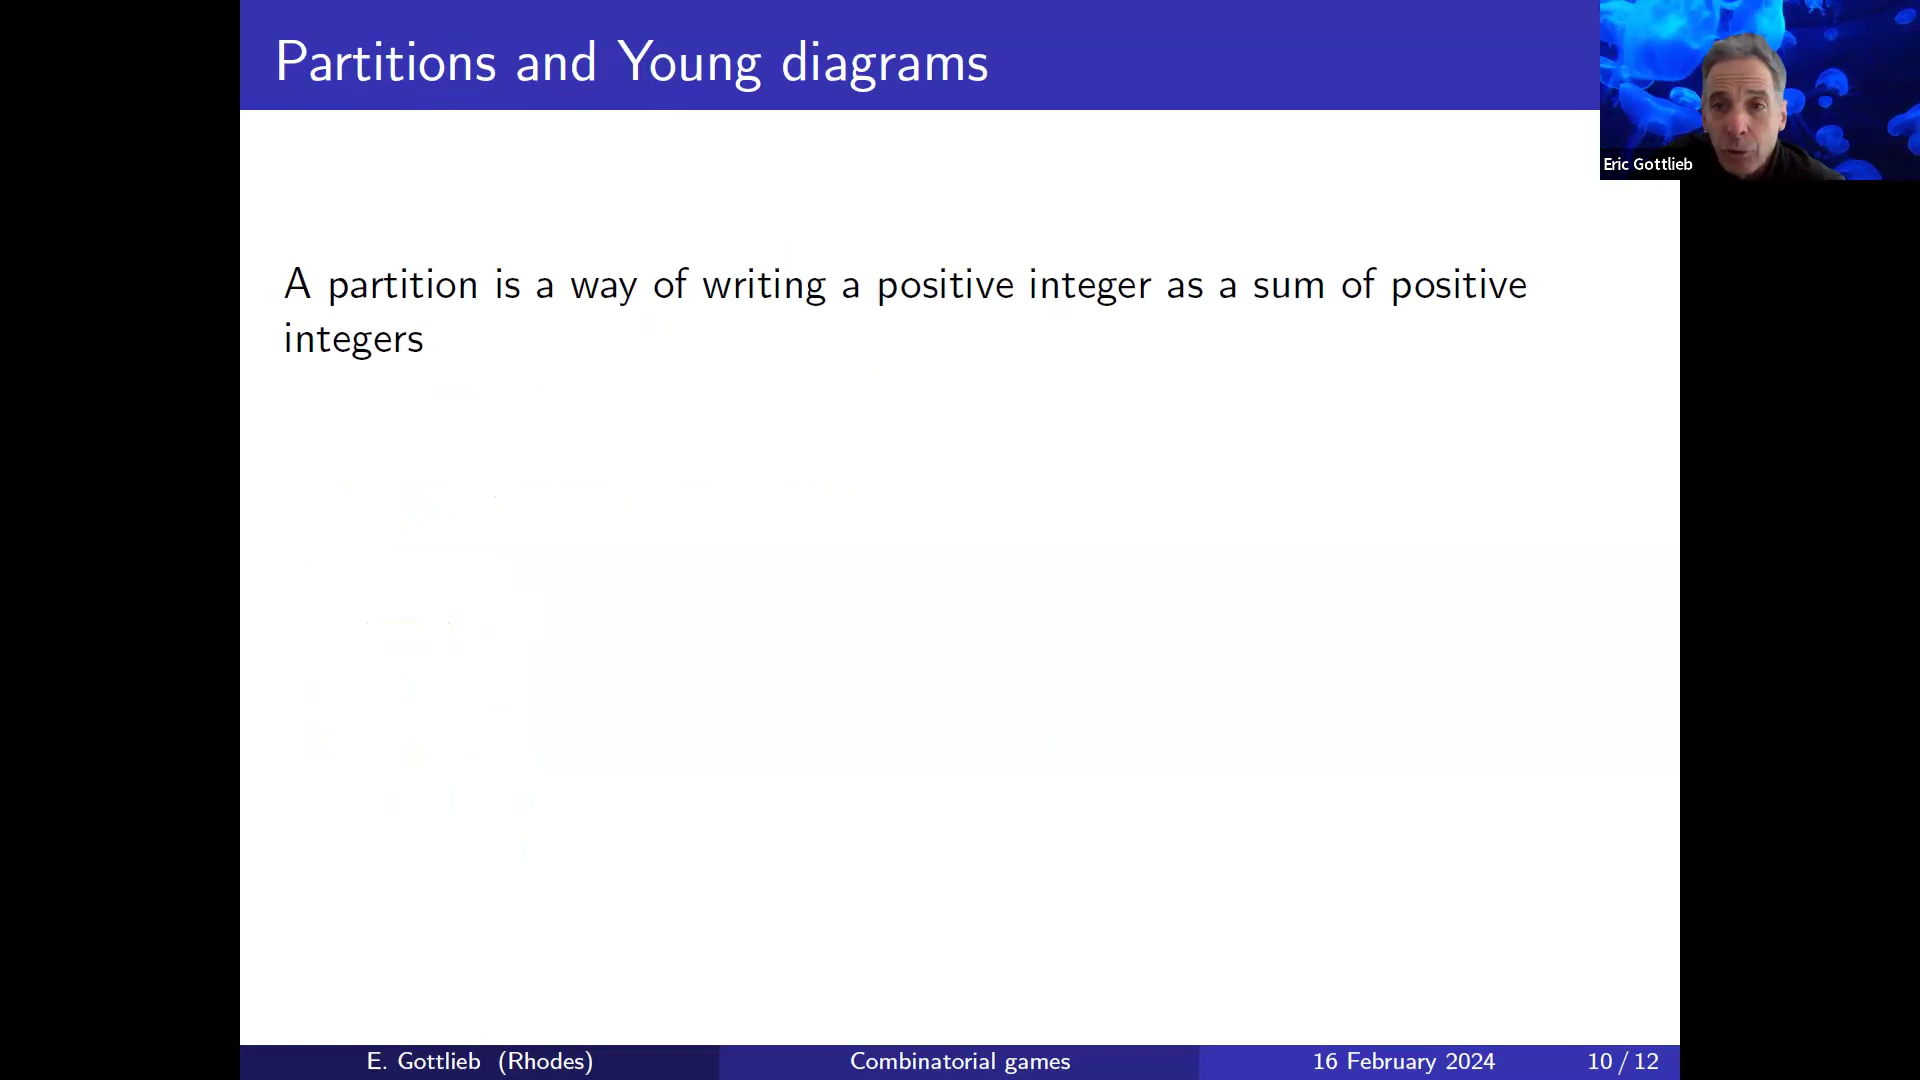 Partitions and Young diagrams
Eric Gottlieb
A partition is a way of writing a positive integer as a sum of positive
integers
E. Gottlieb (Rhodes)
Combinatorial games
16 February 2024
10 / 12